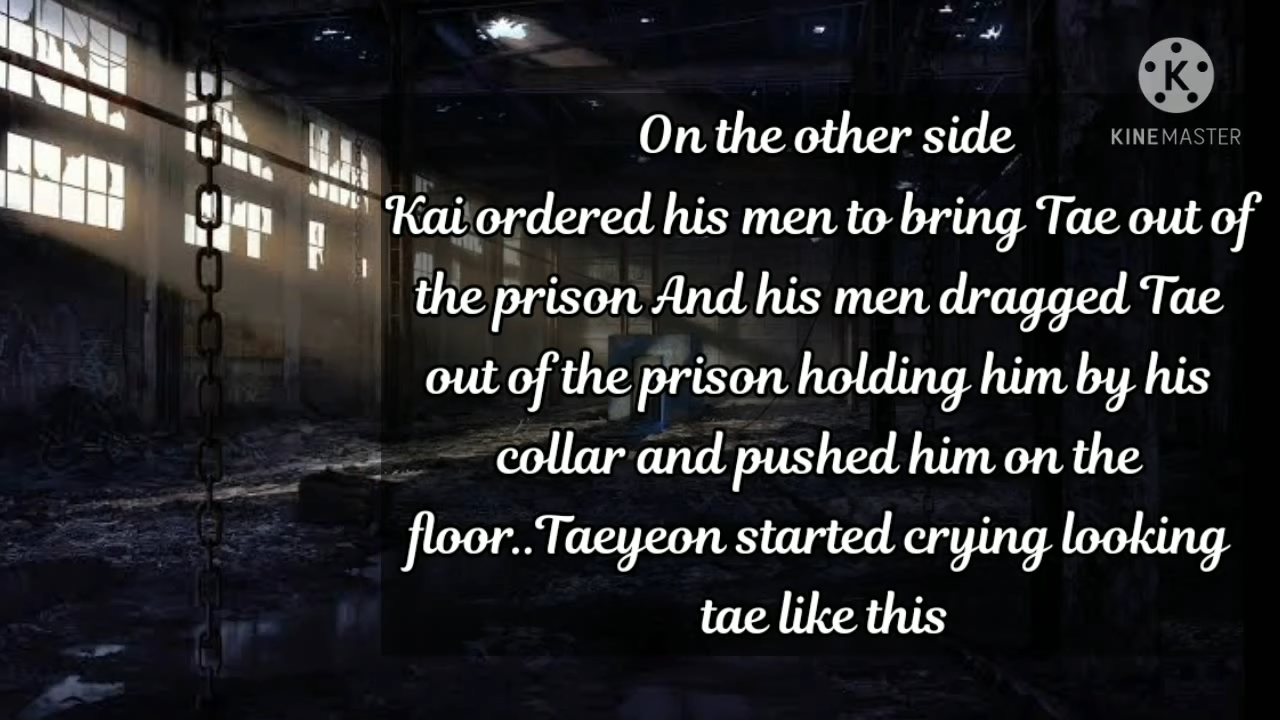 On the other side
Kai ordered his men to bring Tae out of
the prison And his men dragged Tae
out of the prison holding him by his
collar and pushed him on the
floor..Taeyeon started crying looking
tae like this
K
KINEMASTER